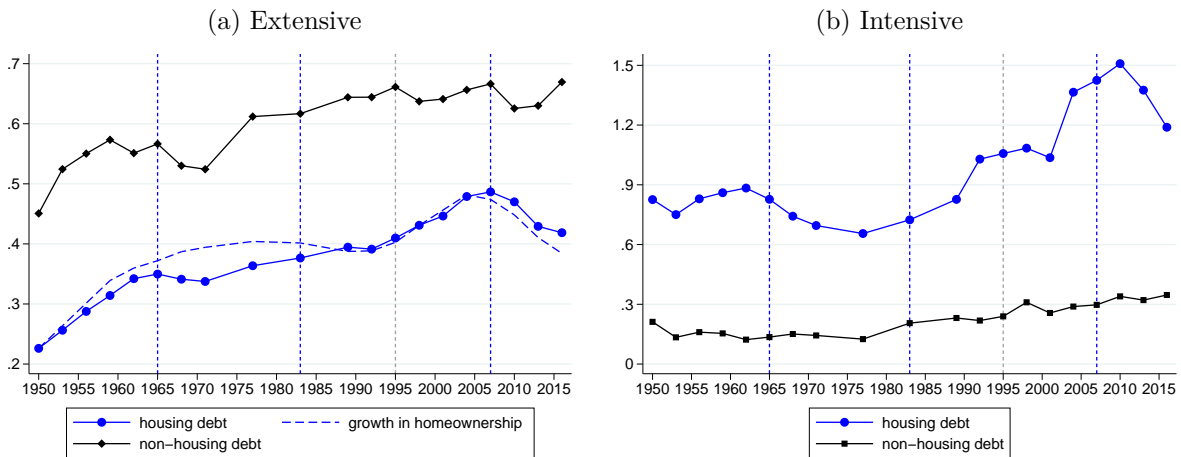 (a) Extensive
.7
.6
.5
.4
.3
.2
1950 1955 1960 1965 1970 1975 1980 1985 1990 1995 2000 2005 2010 2015
housing debt growth in homeownership
non−housing debt
(b) Intensive
1.5
1.2
.9
.6
.3
0
1950 1955 1960 1965 1970 1975 1980 1985 1990 1995 2000 2005 2010 2015
housing debt
non−housing debt